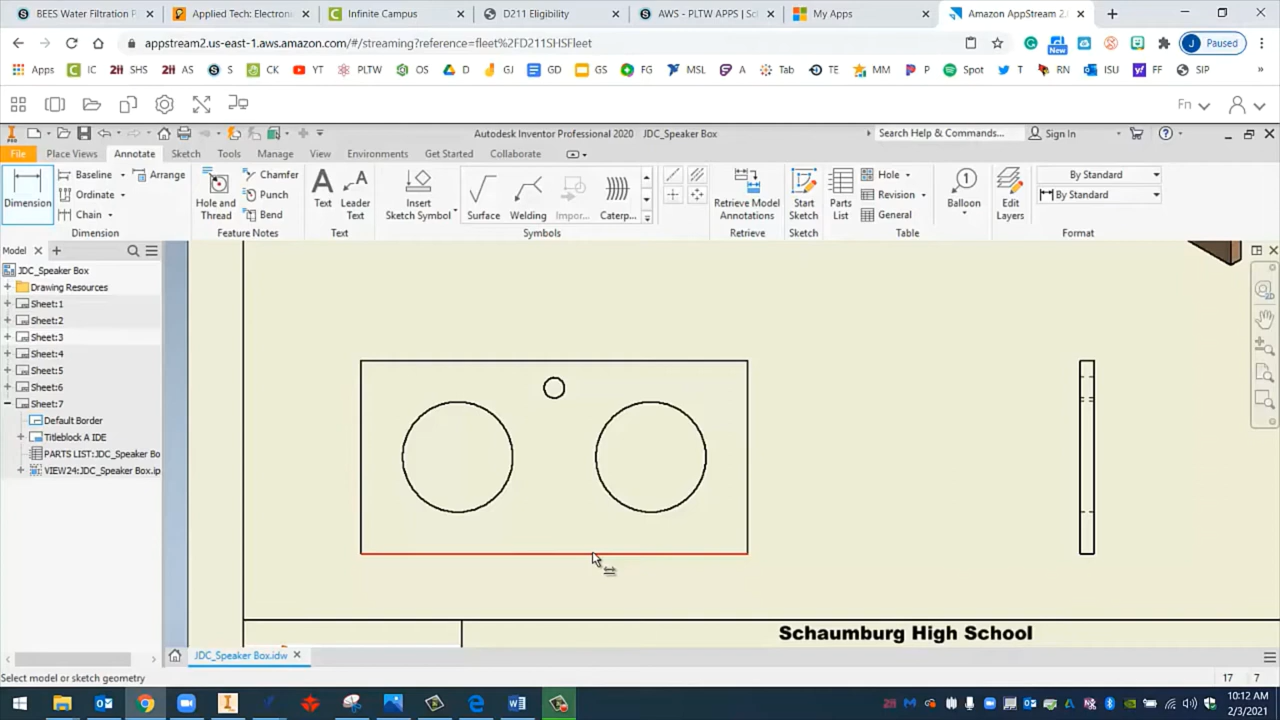 BEES Water Filtration P
Applied Tech: Electroni
Infinite Campus
D211 Eligibility
AWS - PLTW APPS | Sc
My Apps
Amazon AppStream 2.
appstream2.us-east-1.aws.amazon.com/#/streaming?reference=fleet%2FD211SHSFleet
New
J Paused
Apps IC SHS AS S CK YT PLTW OS D GJ GD GS FG MSL A Tab TE MM P Spot T RN ISU FF SIP
Fn
Autodesk Inventor Professional 2020 JDC_Speaker Box
Search Help & Commands...
Sign In
File Place Views Annotate Sketch Tools Manage View Environments Get Started Collaborate
Dimension
Baseline
Arrange
Ordinate
Chain
Dimension
Hole and
Thread
Chamfer
Punch
Bend
Feature Notes
Text
Leader
Text
Text
Insert
Sketch Symbol
Surface
Welding
Impor...
Caterp...
Symbols
Retrieve Model
Annotations
Retrieve
Start
Sketch
Sketch
Parts
List
Hole
Revision
General
Table
Balloon
Edit
Layers
By Standard
By Standard
Format
Model
JDC_Speaker Box
Drawing Resources
Sheet:1
Sheet:2
Sheet:3
Sheet:4
Sheet:5
Sheet:6
Sheet:7
Default Border
Titleblock A IDE
PARTS LIST:JDC_Speaker Bo
VIEW24:JDC_Speaker Box.ip
2D
Schaumburg High School
JDC_Speaker Box.idw
Select model or sketch geometry
17 7
10:12 AM
2/3/2021